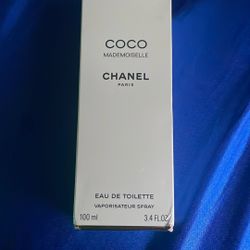 COCO
MADEMOISELLE
CHANEL
PARIS
EAU DE TOILETTE
VAPORISATEUR SPRAY
100 ml 3.4 FL.OZ